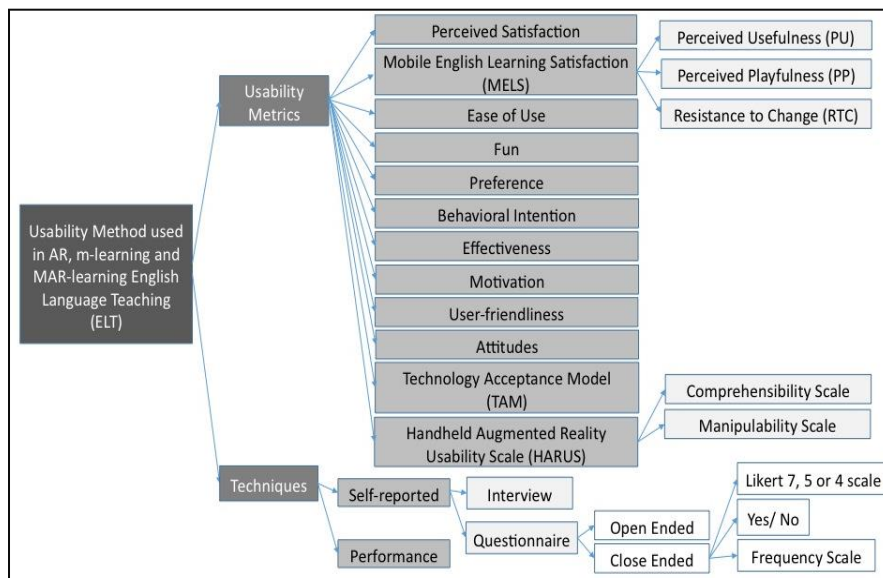 Usability Method used
in AR, m-learning and
MAR-learning English
Language Teaching
(ELT)
Usability
Metrics
Perceived Satisfaction
Mobile English Learning Satisfaction
(MELS)
Perceived Usefulness (PU)
Perceived Playfulness (PP)
Resistance to Change (RTC)
Ease of Use
Fun
Preference
Behavioral Intention
Effectiveness
Motivation
User-friendliness
Attitudes
Technology Acceptance Model
(TAM)
Handheld Augmented Reality
Usability Scale (HARUS)
Comprehensibility Scale
Manipulability Scale
Techniques
Self-reported
Interview
Questionnaire
Open Ended
Close Ended
Likert 7, 5 or 4 scale
Yes/ No
Frequency Scale
Performance